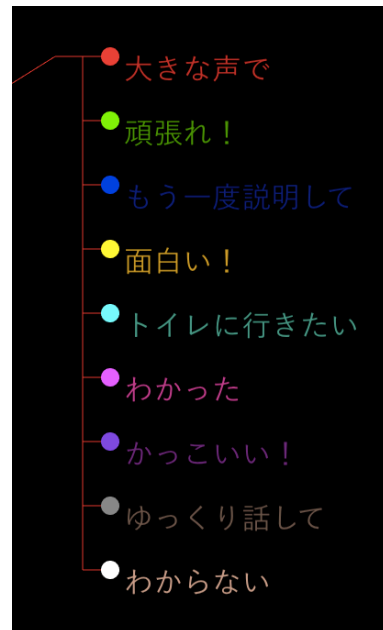 大きな声で
頑張れ！
もう一度説明して
面白い！
トイレに行きたい
わかった
かっこいい！
ゆっくり話して
わからない